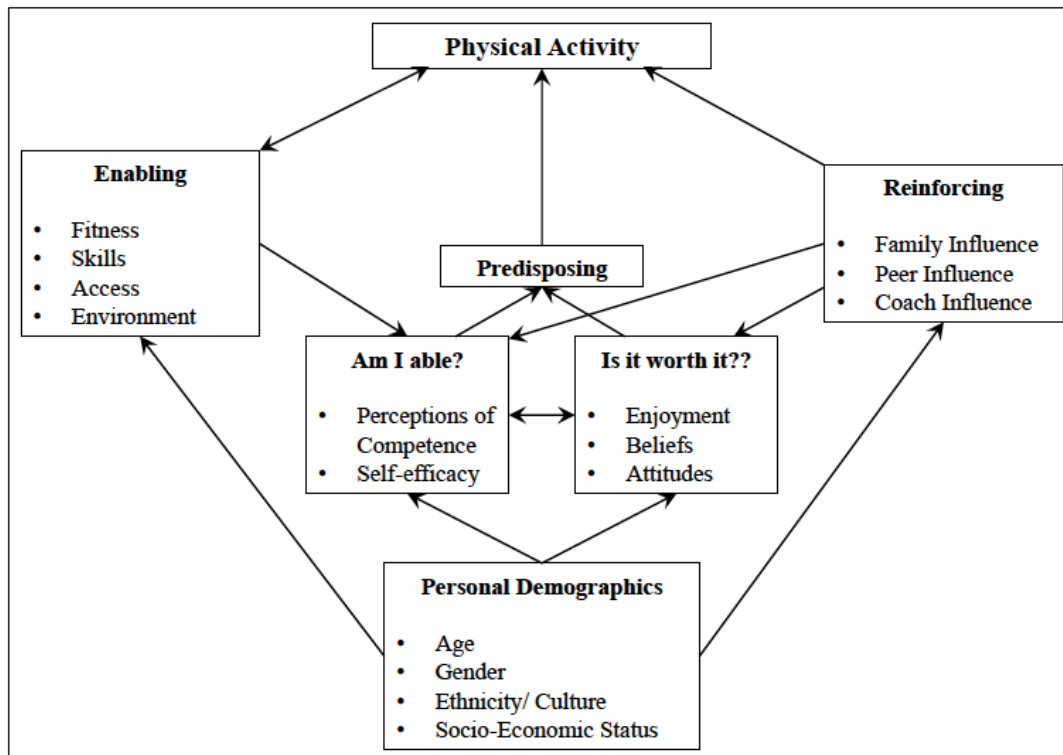 Physical Activity
Enabling
• Fitness
• Skills
• Access
• Environment
Reinforcing
• Family Influence
• Peer Influence
• Coach Influence
Predisposing
Am I able?
• Perceptions of
Competence
• Self-efficacy
Is it worth it??
• Enjoyment
• Beliefs
• Attitudes
Personal Demographics
• Age
• Gender
• Ethnicity/ Culture
• Socio-Economic Status